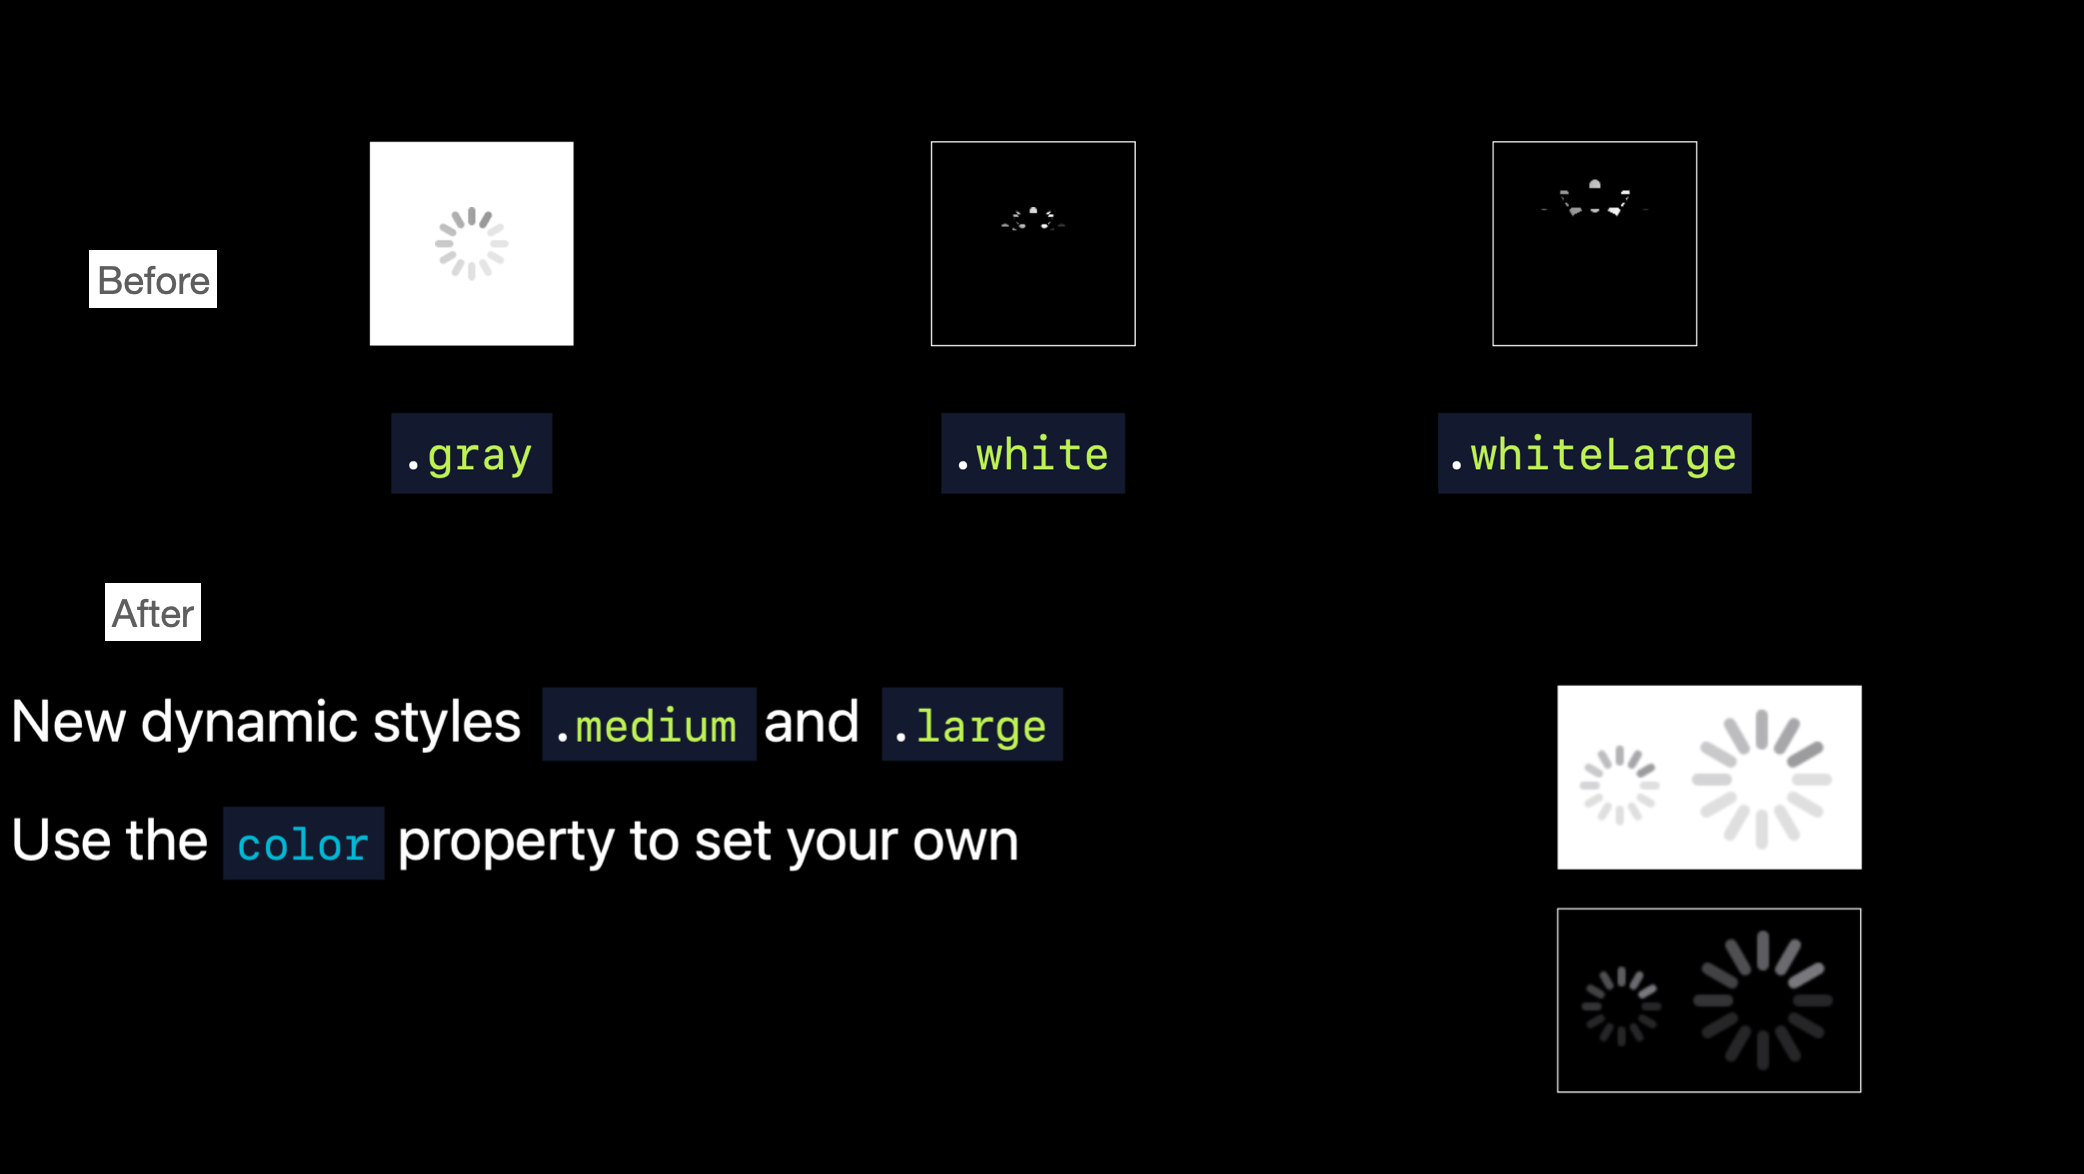 Before
.gray
.white
.whiteLarge
After
New dynamic styles .medium and .large
Use the color property to set your own